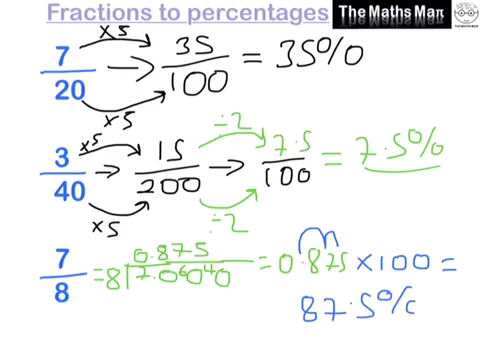 Fractions to percentages The Maths Man
×5
7/20 → 35/100 = 35%
×5
×5 ÷2
3/40 → 15/200 → 7.5/100 = 7.5%
×5 ÷2
7/8 = 8 7.0⁶0⁴0 0.875 = 0.875 × 100 =
87.5%